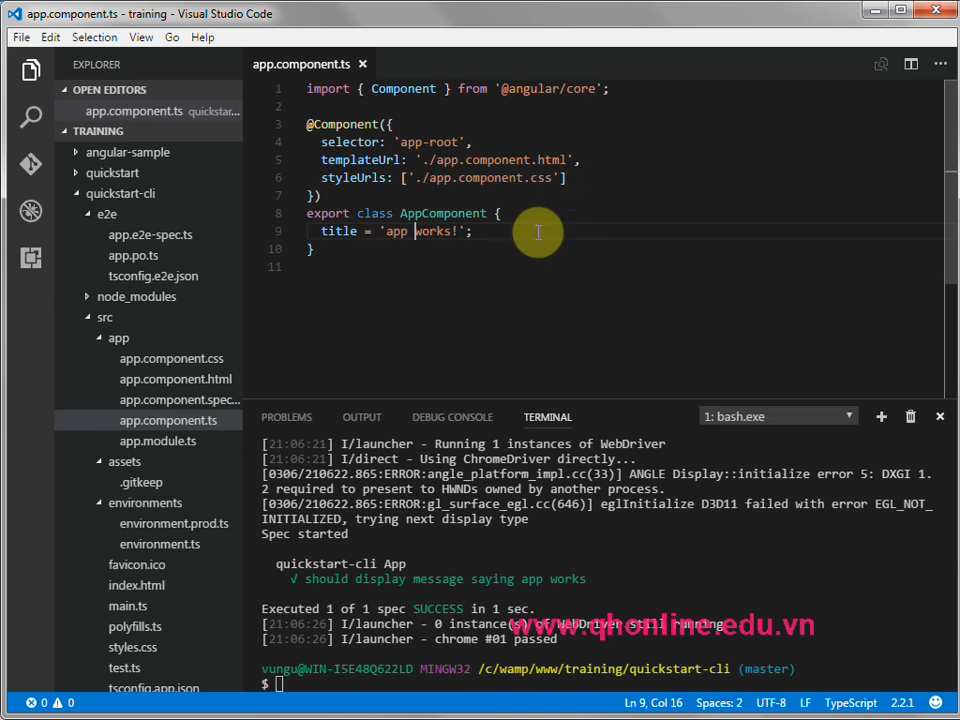 app.component.ts - training - Visual Studio Code
File Edit Selection View Go Help
EXPLORER
OPEN EDITORS
app.component.ts quickstar...
TRAINING
angular-sample
quickstart
quickstart-cli
e2e
app.e2e-spec.ts
app.po.ts
tsconfig.e2e.json
node_modules
src
app
app.component.css
app.component.html
app.component.spec...
app.component.ts
app.module.ts
assets
.gitkeep
environments
environment.prod.ts
environment.ts
favicon.ico
index.html
main.ts
polyfills.ts
styles.css
test.ts
tsconfig.app.json
app.component.ts
1 import { Component } from '@angular/core';
2
3 @Component({
4 selector: 'app-root',
5 templateUrl: './app.component.html',
6 styleUrls: ['./app.component.css']
7 })
8 export class AppComponent {
9 title = 'app works!';
10 }
11
PROBLEMS OUTPUT DEBUG CONSOLE TERMINAL 1: bash.exe
[21:06:21] I/launcher - Running 1 instances of WebDriver
[21:06:21] I/direct - Using ChromeDriver directly...
[0306/210622.865:ERROR:angle_platform_impl.cc(33)] ANGLE Display::initialize error 5: DXGI 1.
2 required to present to HWNDs owned by another process.
[0306/210622.865:ERROR:gl_surface_egl.cc(646)] eglInitialize D3D11 failed with error EGL_NOT_
INITIALIZED, trying next display type
Spec started
quickstart-cli App
√ should display message saying app works
Executed 1 of 1 spec SUCCESS in 1 sec.
[21:06:26] I/launcher - 0 instance(s) of WebDriver still running
www.qhonline.edu.vn
[21:06:26] I/launcher - chrome #01 passed
vungu@WIN-I5E48Q622LD MINGW32 /c/wamp/www/training/quickstart-cli (master)
$
0 0 Ln 9, Col 16 Spaces: 2 UTF-8 LF TypeScript 2.2.1